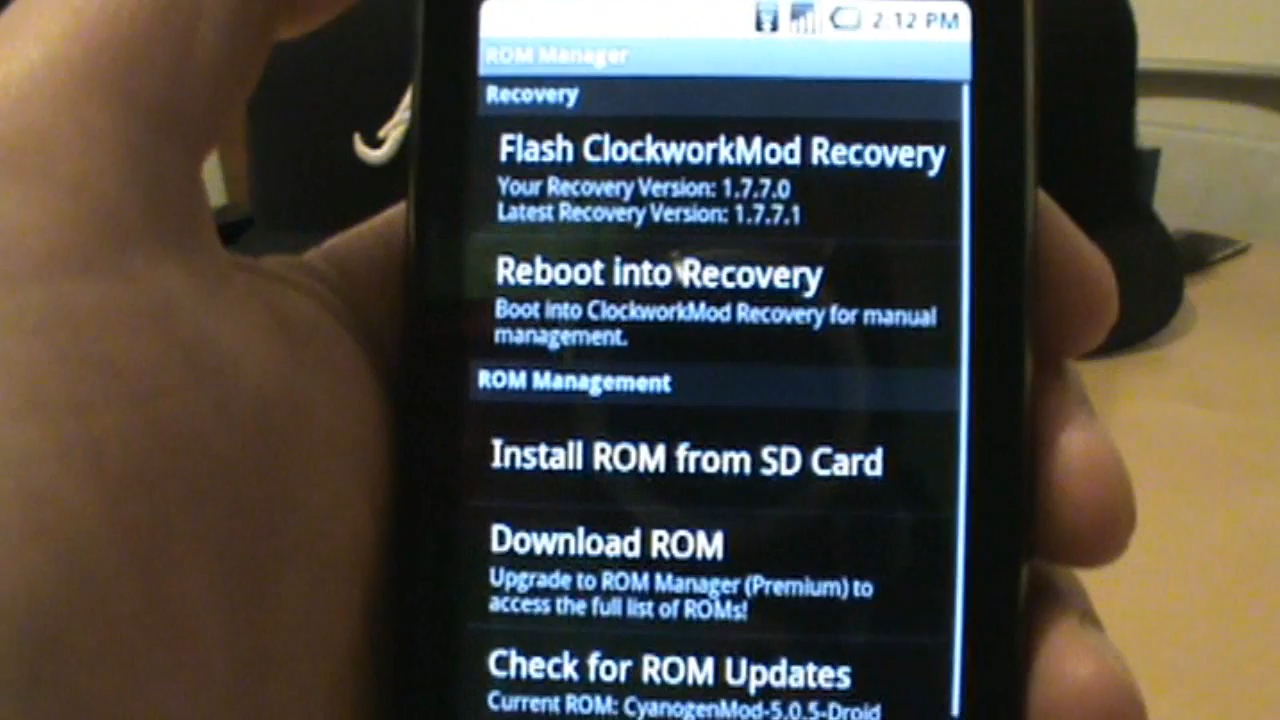 2:12 PM
ROM Manager
Recovery
Flash ClockworkMod Recovery
Your Recovery Version: 1.7.7.0
Latest Recovery Version: 1.7.7.1
Reboot into Recovery
Boot into ClockworkMod Recovery for manual
management.
ROM Management
Install ROM from SD Card
Download ROM
Upgrade to ROM Manager (Premium) to
access the full list of ROMs!
Check for ROM Updates
Current ROM: CyanogenMod-5.0.5-Droid